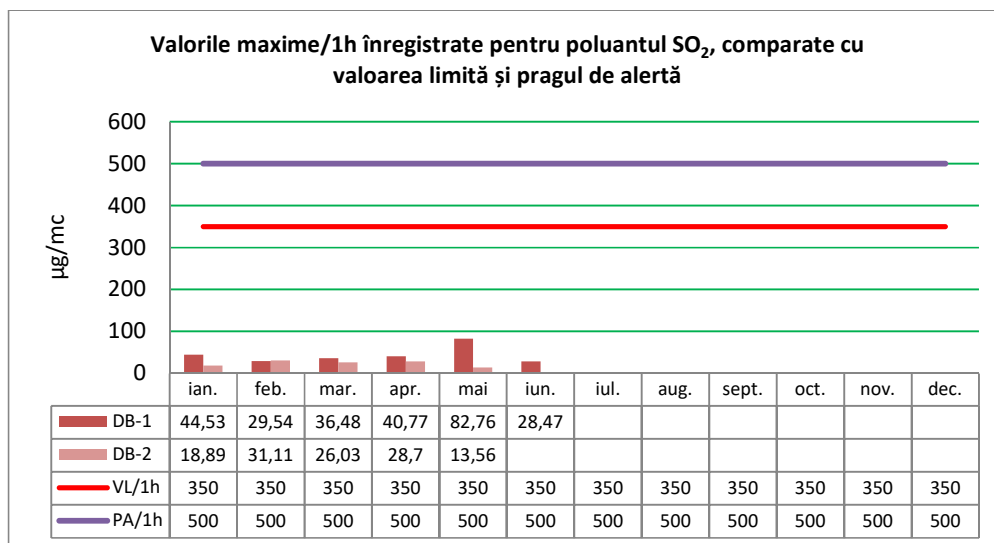 Valorile maxime/1h înregistrate pentru poluantul SO₂, comparate cu
valoarea limită și pragul de alertă
600
500
400
300
200
100
0
µg/mc
ian. feb. mar. apr. mai iun. iul. aug. sept. oct. nov. dec.
DB-1 44,53 29,54 36,48 40,77 82,76 28,47
DB-2 18,89 31,11 26,03 28,7 13,56
VL/1h 350 350 350 350 350 350 350 350 350 350 350 350
PA/1h 500 500 500 500 500 500 500 500 500 500 500 500